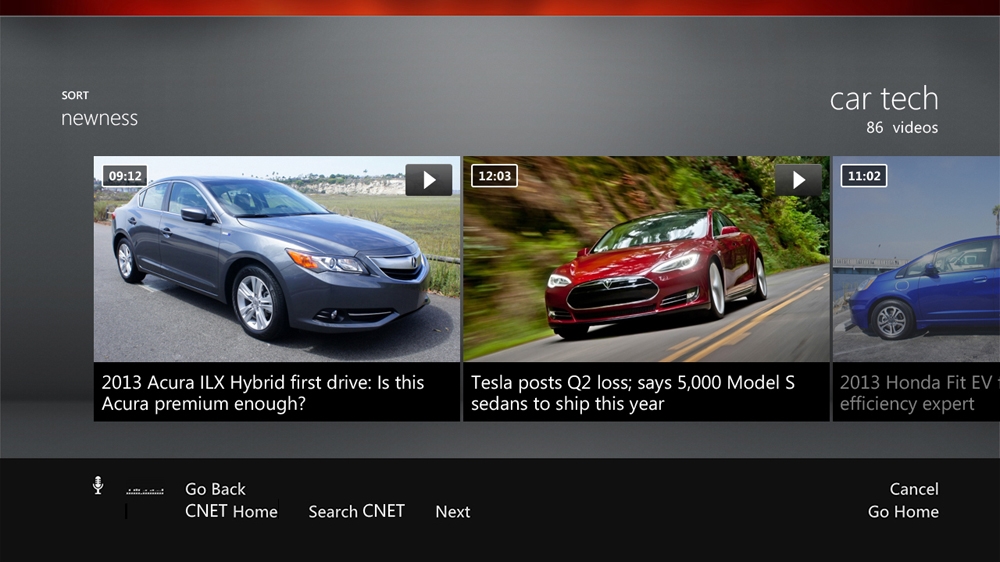 SORT
newness
car tech
86 videos
09:12
12:03
11:02
2013 Acura ILX Hybrid first drive: Is this
Acura premium enough?
Tesla posts Q2 loss; says 5,000 Model S
sedans to ship this year
2013 Honda Fit EV
efficiency expert
Go Back
CNET Home Search CNET Next
Cancel
Go Home